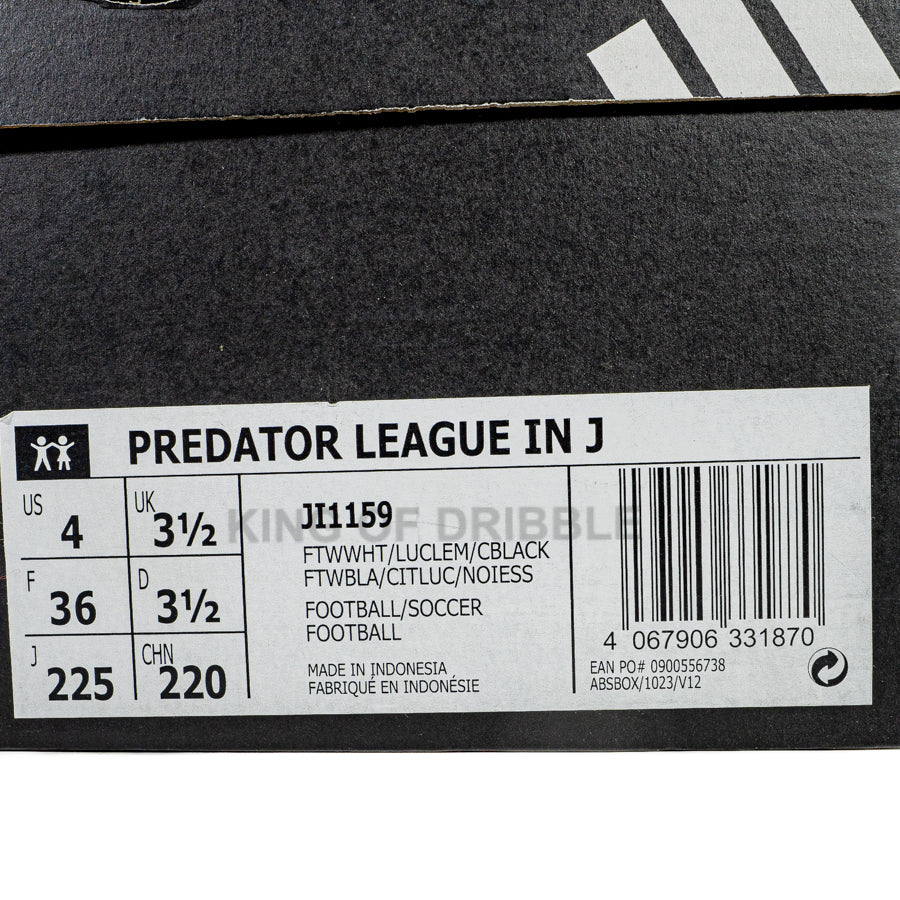 PREDATOR LEAGUE IN J
US 4
UK 3½
F 36
D 3½
J 225
CHN 220
JI1159
KING OF DRIBBLE
FTWWHT/LUCLEM/CBLACK
FTWBLA/CITLUC/NOIESS
FOOTBALL/SOCCER
FOOTBALL
MADE IN INDONESIA
FABRIQUÉ EN INDONÉSIE
4 067906 331870
EAN PO# 0900556738
ABSBOX/1023/V12